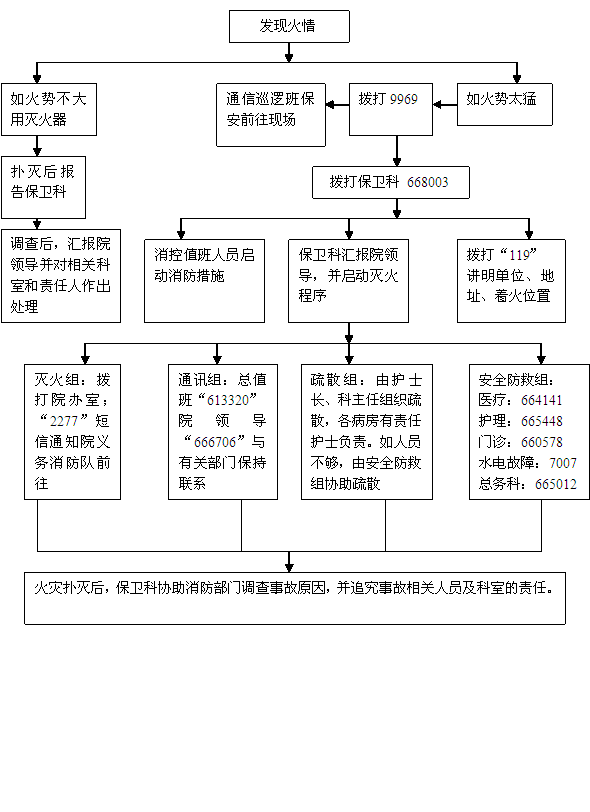 发现火情
如火势不大
用灭火器
通信巡逻班保
安前往现场
拨打 9969
如火势太猛
扑灭后报
告保卫科
拨打保卫科 668003
调查后，汇报院
领导并对相关科
室和责任人作出
处理
消控值班人员启
动消防措施
保卫科汇报院领
导，并启动灭火
程序
拨打“119”
讲明单位、地
址、着火位置
灭火组：拨
打院办室；
“2277”短
信通知院义
务消防队前
往
通讯组：总值
班“613320”
院领导
“666706”与
有关部门保持
联系
疏散组：由护士
长、科主任组织疏
散，各病房有责任
护士负责。如人员
不够，由安全防救
组协助疏散
安全防救组：
医疗：664141
护理：665448
门诊：660578
水电故障：7007
总务科：665012
火灾扑灭后，保卫科协助消防部门调查事故原因，并追究事故相关人员及科室的责任。